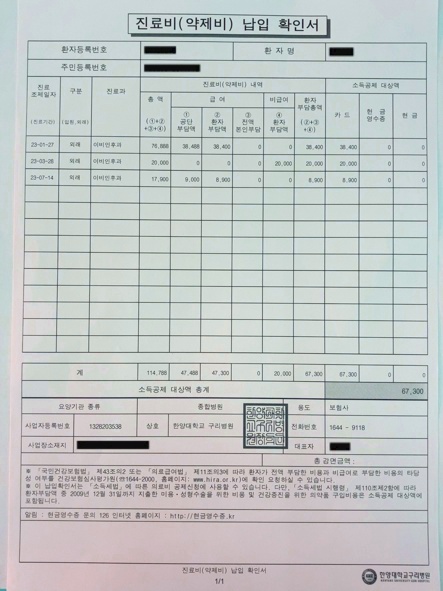 진료비(약제비) 납입 확인서
환자등록번호 환 자 명
주민등록번호
진료 조제일자 (진료기간) 구분 (입원,외래) 진료과 진료비(약제비) 내역 소득공제 대상액
총 액 (①+② +③+④) 급 여 비급여 환자 부담총액 (②+③ +④) 카 드 현 금 영수증 현 금
① 공단 부담액 ② 환자 부담액 ③ 전액 본인부담 ④ 환자 부담액
23-01-27 외래 이비인후과 76,888 38,488 38,400 0 0 38,400 38,400 0 0
23-03-28 외래 이비인후과 20,000 0 0 0 20,000 20,000 20,000 0 0
23-07-14 외래 이비인후과 17,900 9,000 8,900 0 0 8,900 8,900 0 0
계 114,788 47,488 47,300 0 20,000 67,300 67,300 0 0
소득공제 대상액 총계 67,300
요양기관 종류 종합병원 용도 보험사
사업자등록번호 1328203538 상호 한양대학교 구리병원 전화번호 1644 - 9118
사업장소재지 대표자
총 감면금액 :
※ 「국민건강보험법」 제43조의2 또는 「의료급여법」 제11조의3에 따라 환자가 전액 부담한 비용과 비급여로 부담한 비용의 타당
성 여부를 건강보험심사평가원(☎1644-2000, 홈페이지: www.hira.or.kr)에 확인 요청하실 수 있습니다.
※ 이 납입확인서는 「소득세법」에 따른 의료비 공제신청에 사용할 수 있습니다. 다만, 「소득세법 시행령」 제110조제2항에 따라
환자부담액 중 2009년 12월 31일까지 지출한 미용·성형수술을 위한 비용 및 건강증진을 위한 의약품 구입비용은 소득공제 대상액에
포함됩니다.
알림 : 현금영수증 문의 126 인터넷 홈페이지 : http://현금영수증.kr
진료비(약제비) 납입 확인서
1/1
한양대학교구리병원